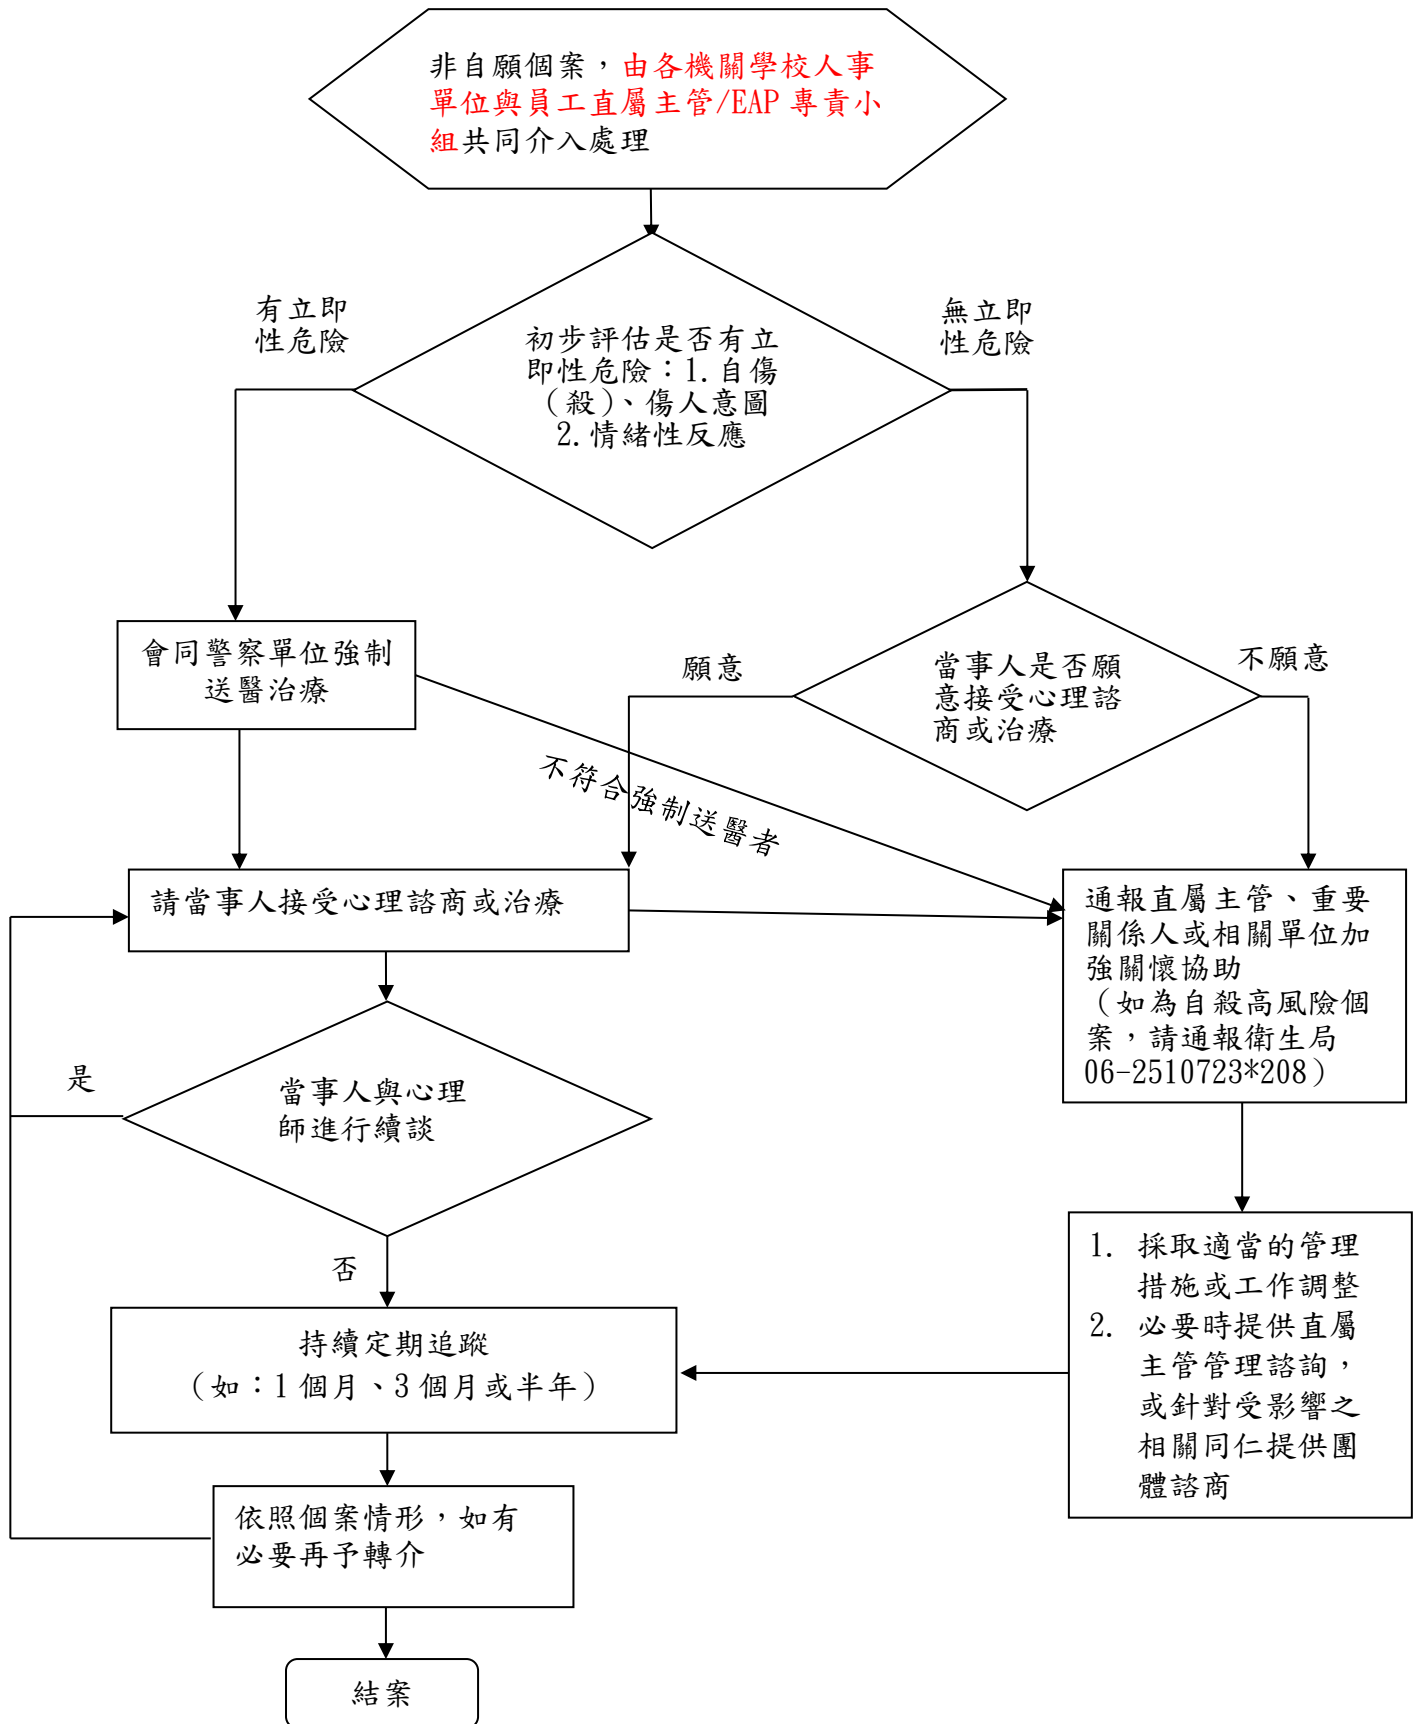 非自願個案，由各機關學校人事
單位與員工直屬主管/EAP 專責小
組共同介入處理
有立即
性危險
無立即
性危險
初步評估是否有立
即性危險：1. 自傷
（殺）、傷人意圖
2. 情緒性反應
會同警察單位強制
送醫治療
願意
當事人是否願
意接受心理諮
商或治療
不願意
不符合強制送醫者
請當事人接受心理諮商或治療
通報直屬主管、重要
關係人或相關單位加
強關懷協助
（如為自殺高風險個
案，請通報衛生局
06-2510723*208）
是
當事人與心理
師進行續談
否
1. 採取適當的管理
措施或工作調整
2. 必要時提供直屬
主管管理諮詢，
或針對受影響之
相關同仁提供團
體諮商
持續定期追蹤
（如：1 個月、3 個月或半年）
依照個案情形，如有
必要再予轉介
結案